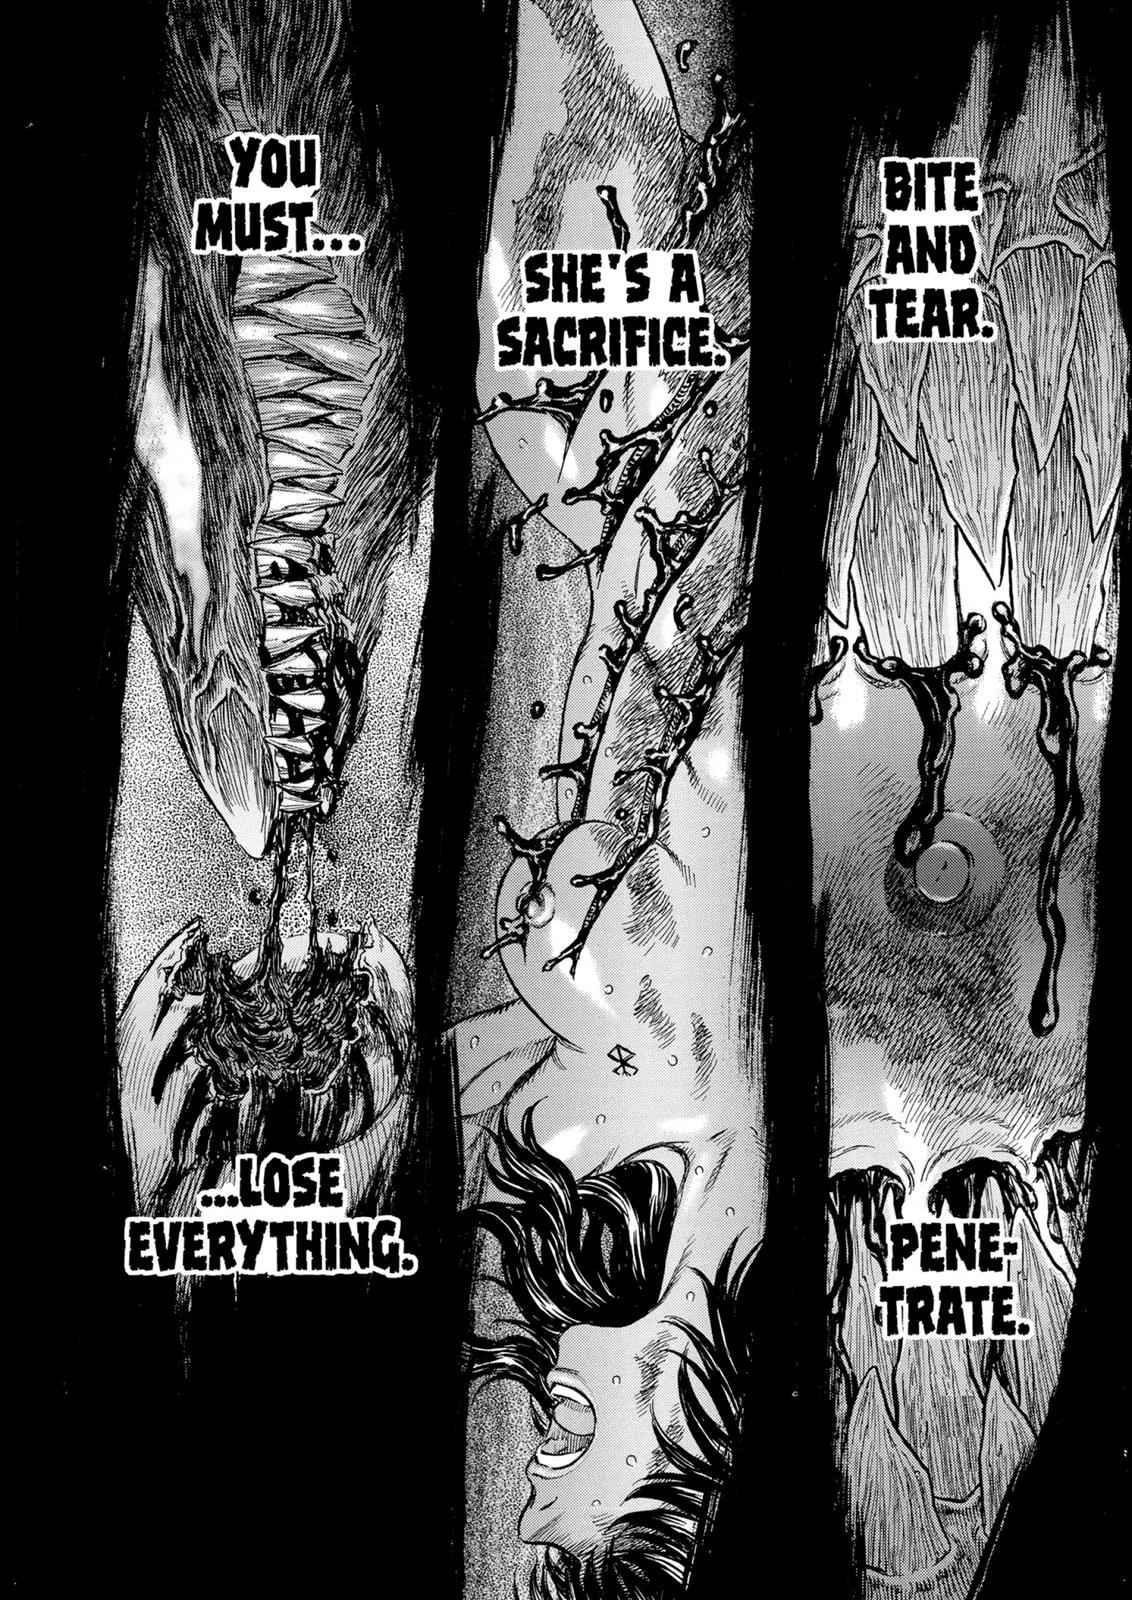 BITE
AND
TEAR.
PENE-
TRATE.
SHE'S A
SACRIFICE.
YOU
MUST...
...LOSE
EVERYTHING.